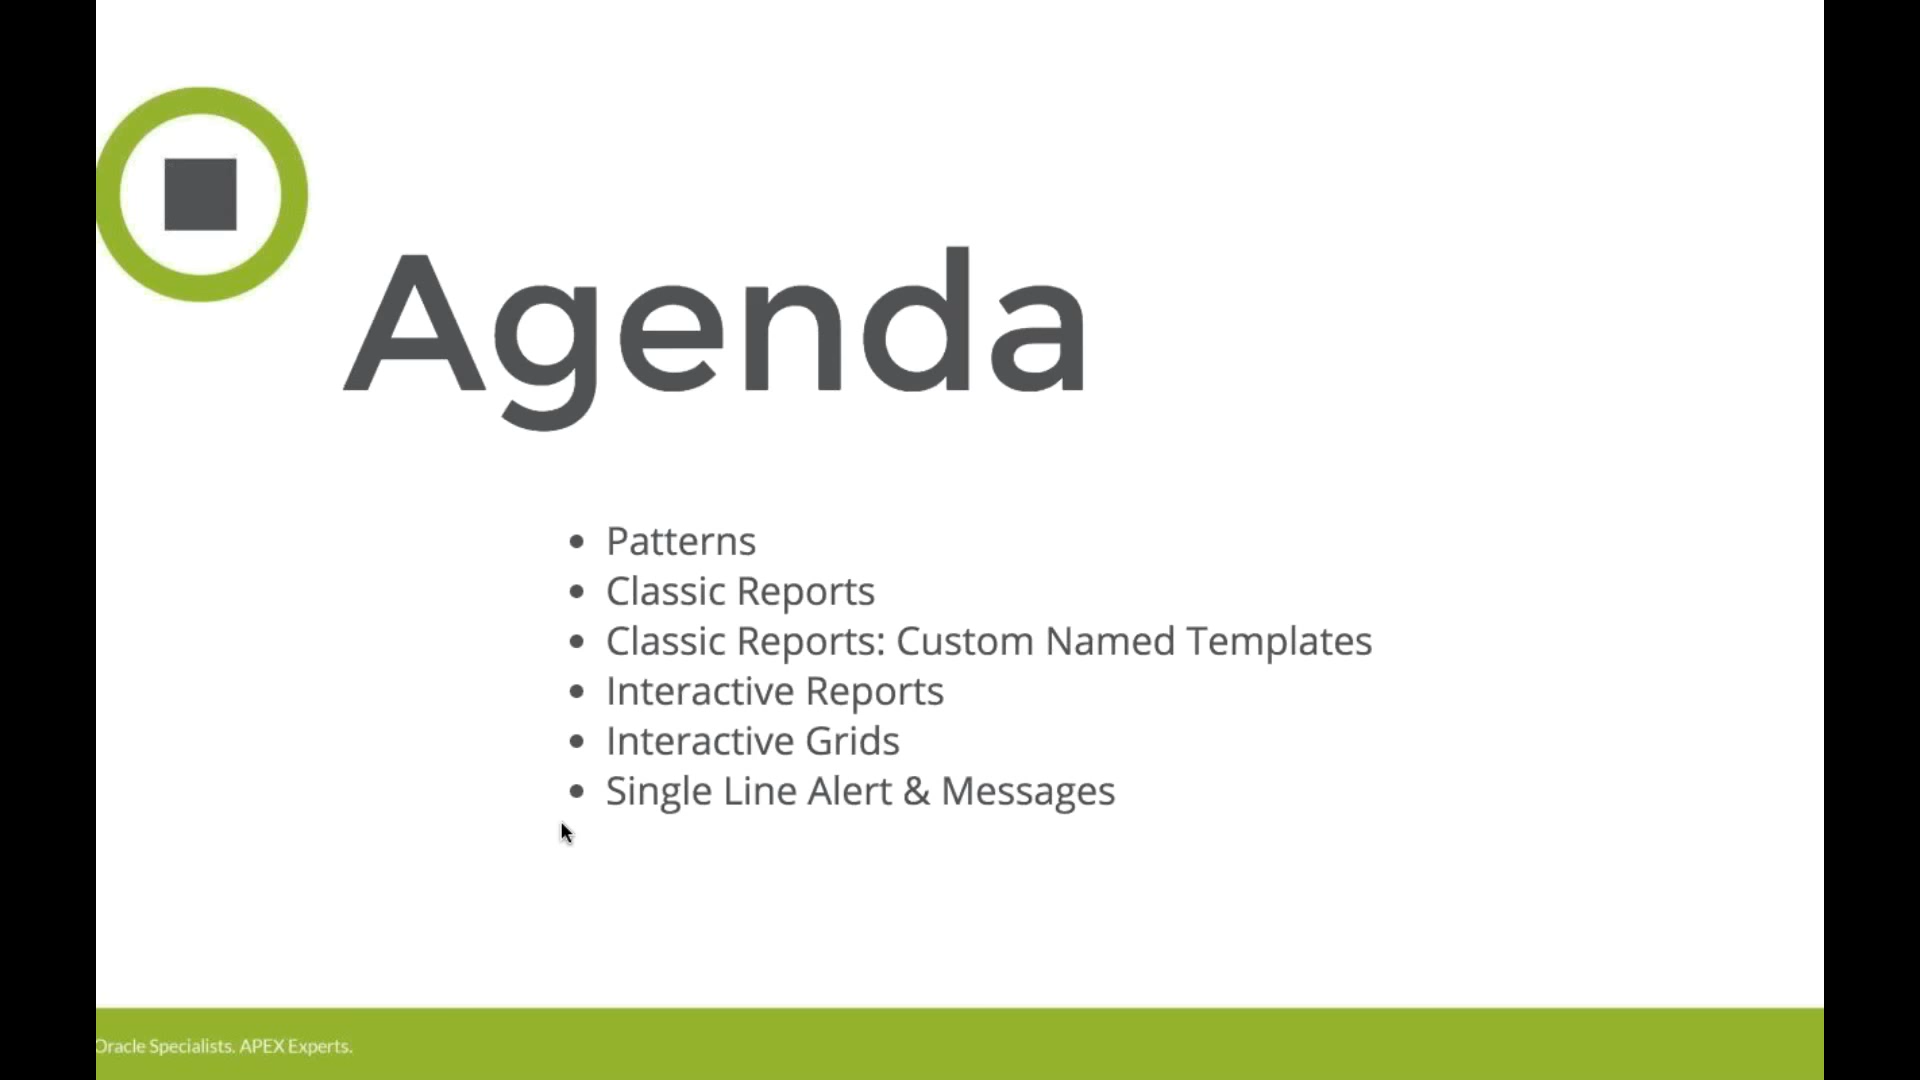 Agenda
• Patterns
• Classic Reports
• Classic Reports: Custom Named Templates
• Interactive Reports
• Interactive Grids
• Single Line Alert & Messages
Oracle Specialists. APEX Experts.